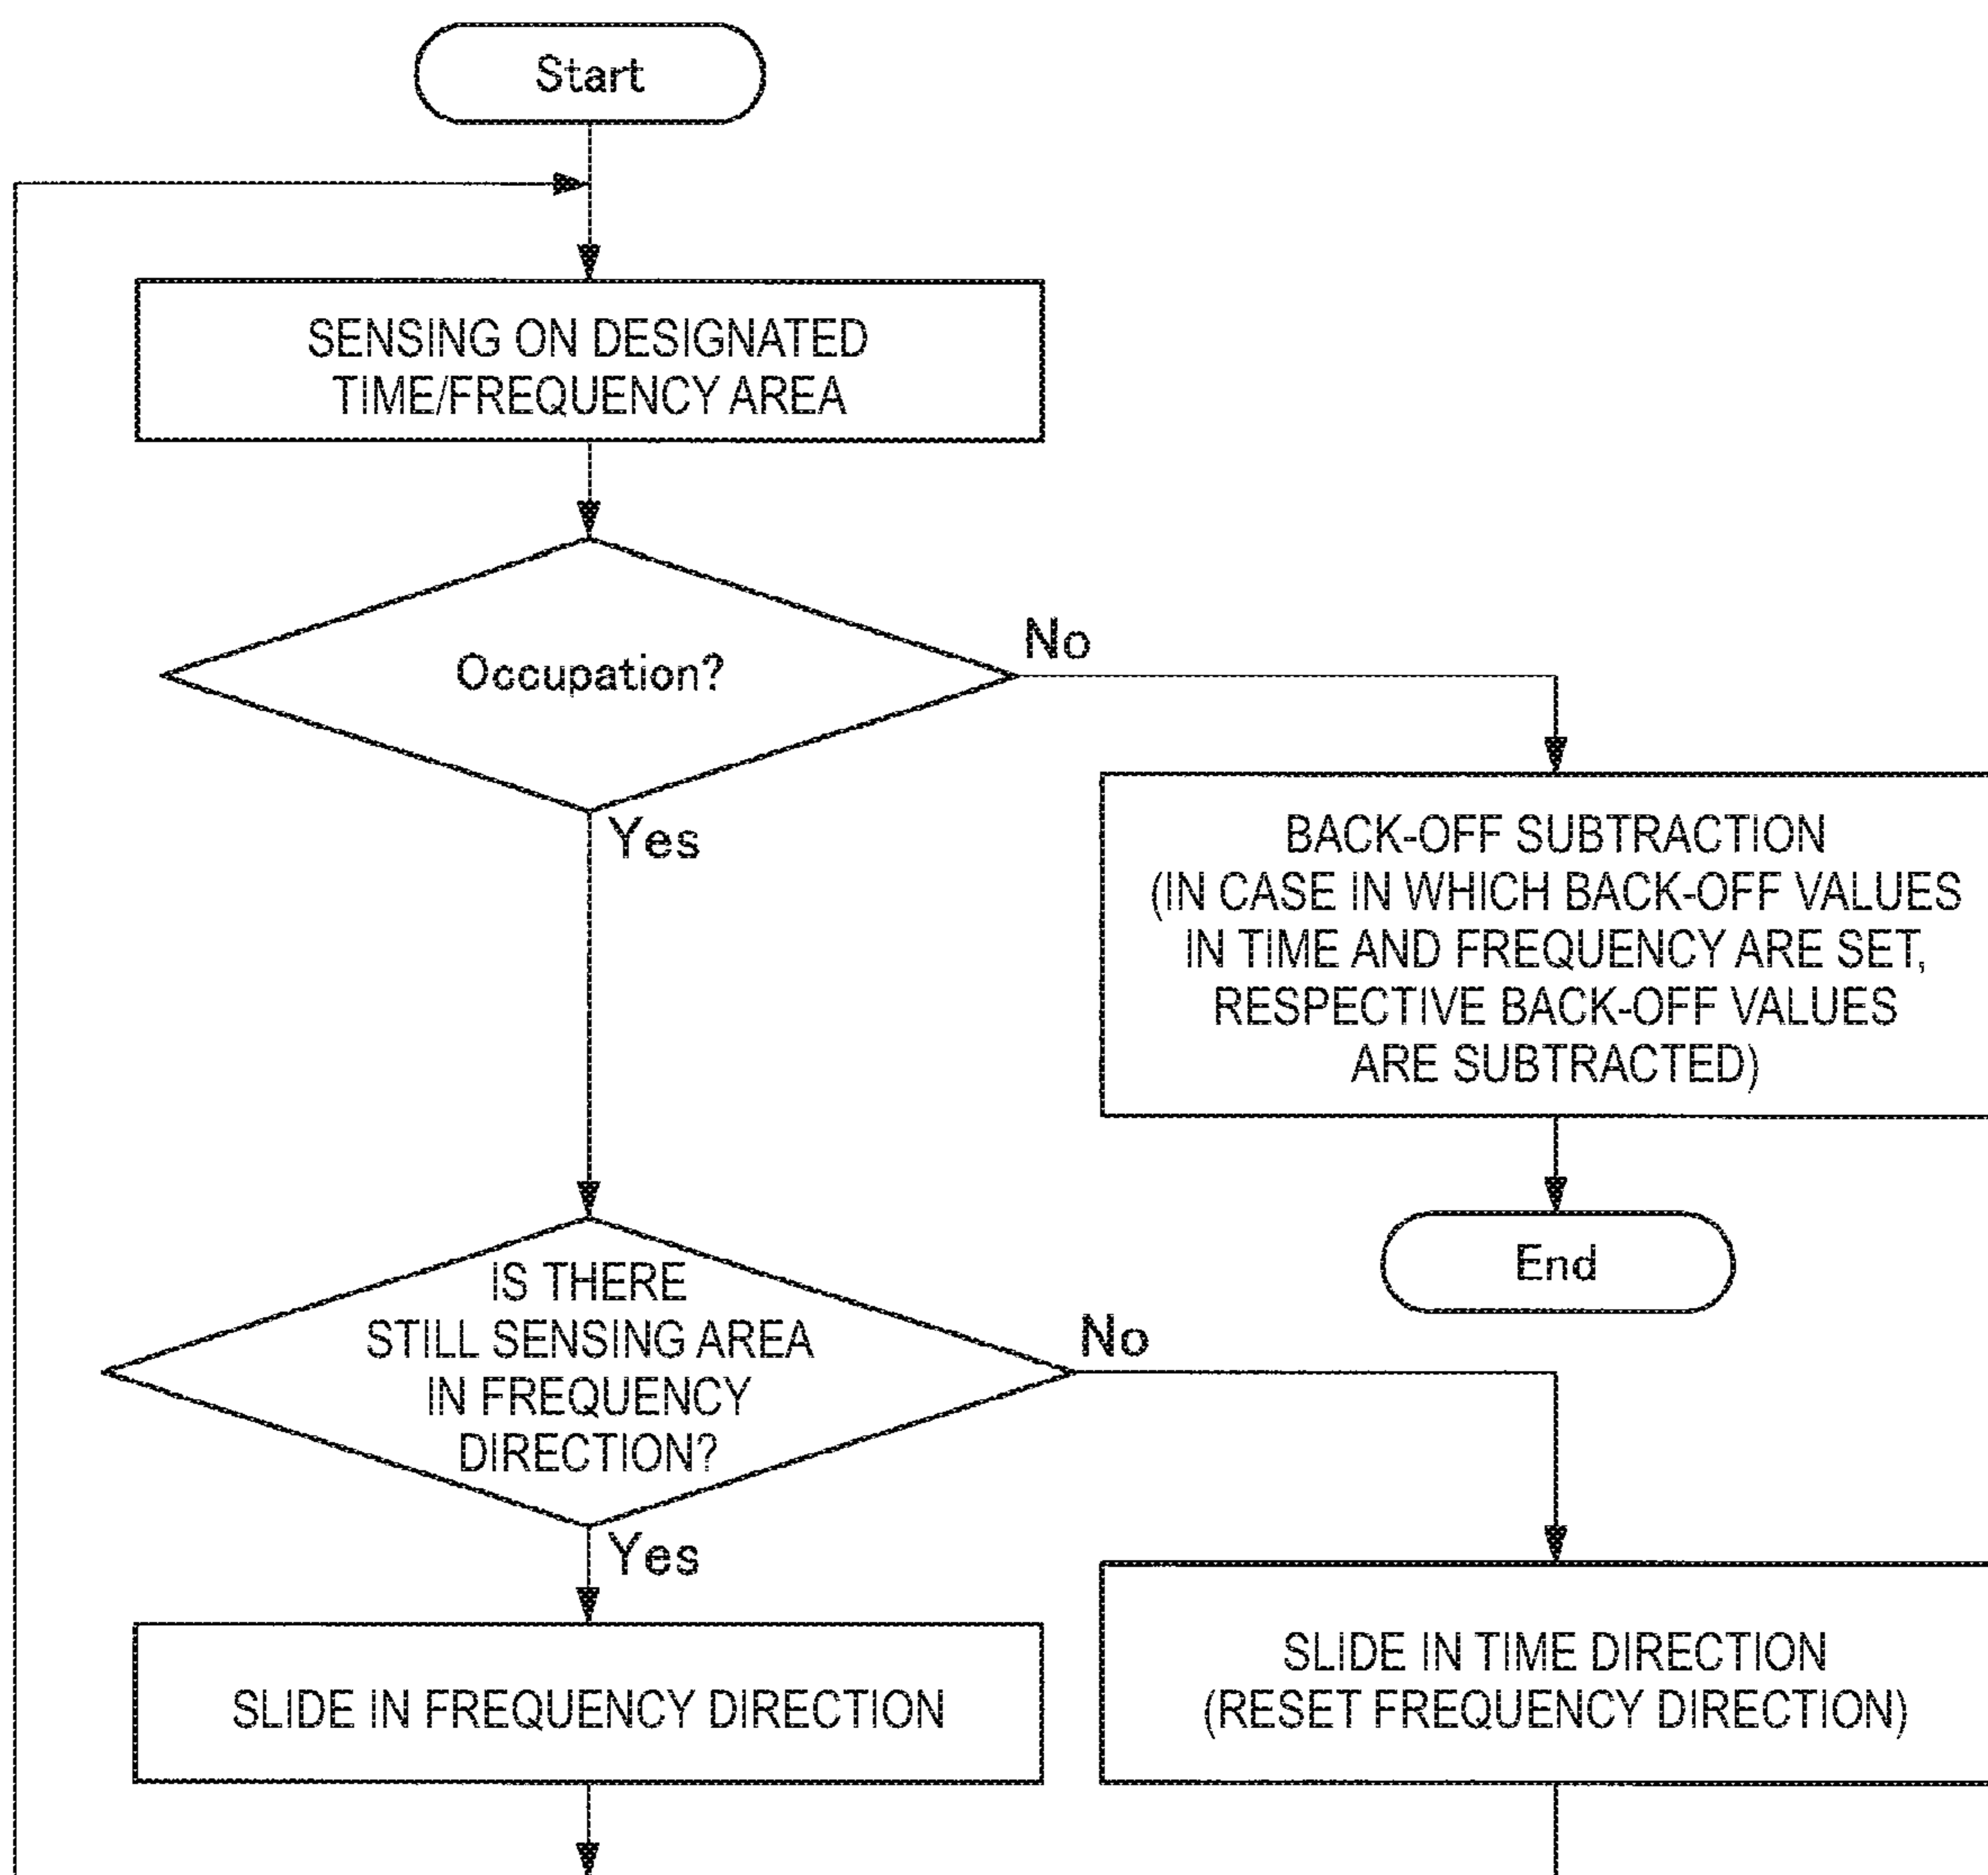 Start
SENSING ON DESIGNATED
TIME/FREQUENCY AREA
Occupation?
No
Yes
BACK-OFF SUBTRACTION
(IN CASE IN WHICH BACK-OFF VALUES
IN TIME AND FREQUENCY ARE SET,
RESPECTIVE BACK-OFF VALUES
ARE SUBTRACTED)
End
IS THERE
STILL SENSING AREA
IN FREQUENCY
DIRECTION?
No
Yes
SLIDE IN FREQUENCY DIRECTION
SLIDE IN TIME DIRECTION
(RESET FREQUENCY DIRECTION)